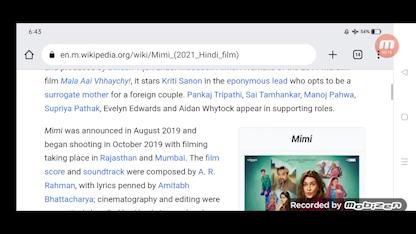 6:43
34%
en.m.wikipedia.org/wiki/Mimi_(2021_Hindi_film)
14
film Mala Aai Vhhaychy!, it stars Kriti Sanon in the eponymous lead who opts to be a
surrogate mother for a foreign couple. Pankaj Tripathi, Sai Tamhankar, Manoj Pahwa,
Supriya Pathak, Evelyn Edwards and Aidan Whytock appear in supporting roles.
Mimi was announced in August 2019 and
began shooting in October 2019 with filming
taking place in Rajasthan and Mumbai. The film
score and soundtrack were composed by A. R.
Rahman, with lyrics penned by Amitabh
Bhattacharya; cinematography and editing were
Mimi
Recorded by Mobizen